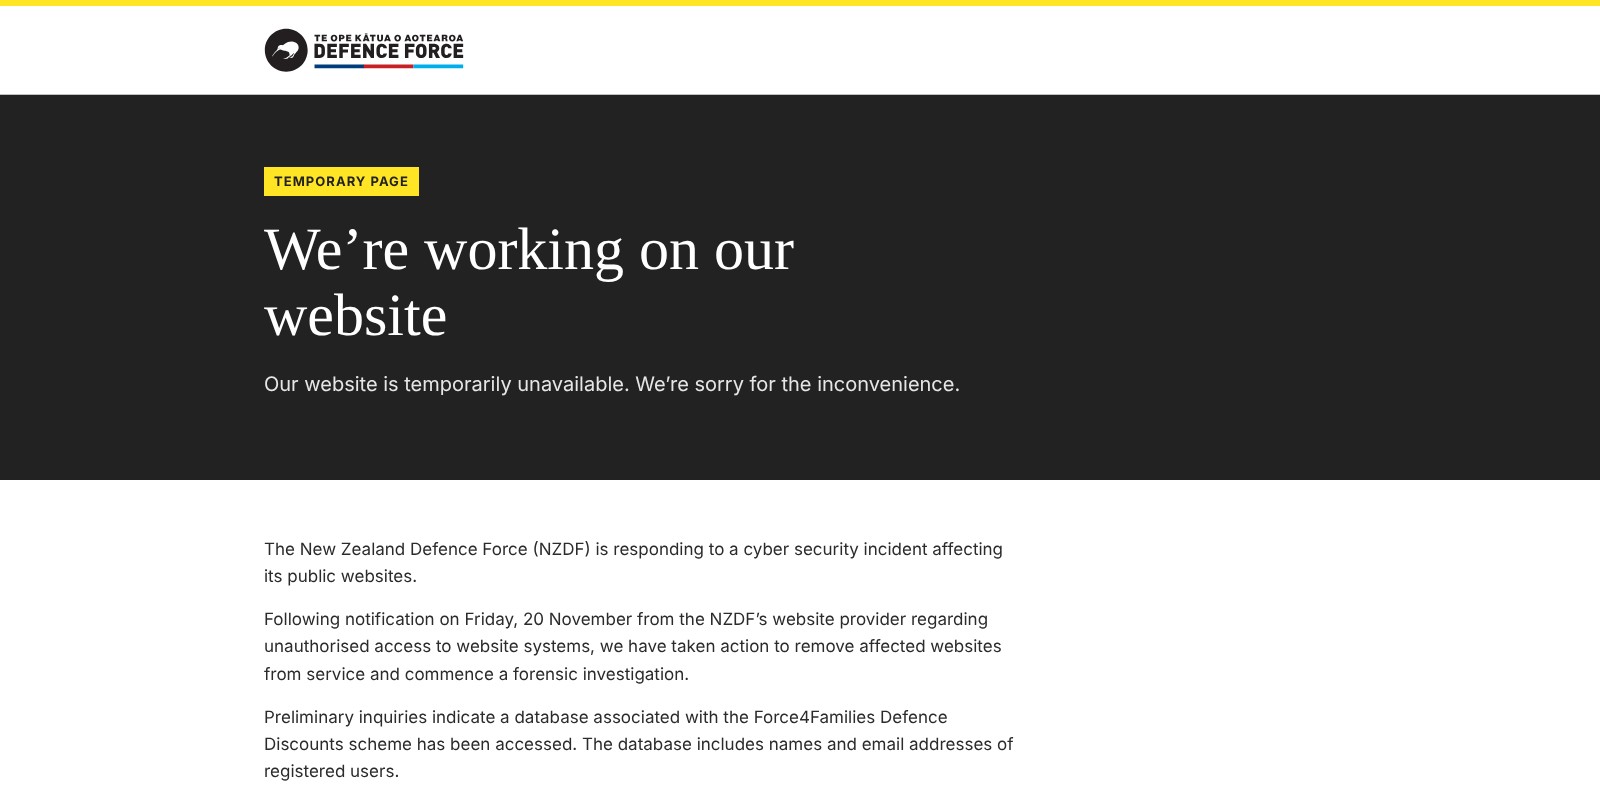 TE OPE KĀTUA O AOTEAROA
DEFENCE FORCE
TEMPORARY PAGE
We’re working on our
website
Our website is temporarily unavailable. We’re sorry for the inconvenience.
The New Zealand Defence Force (NZDF) is responding to a cyber security incident affecting
its public websites.
Following notification on Friday, 20 November from the NZDF’s website provider regarding
unauthorised access to website systems, we have taken action to remove affected websites
from service and commence a forensic investigation.
Preliminary inquiries indicate a database associated with the Force4Families Defence
Discounts scheme has been accessed. The database includes names and email addresses of
registered users.